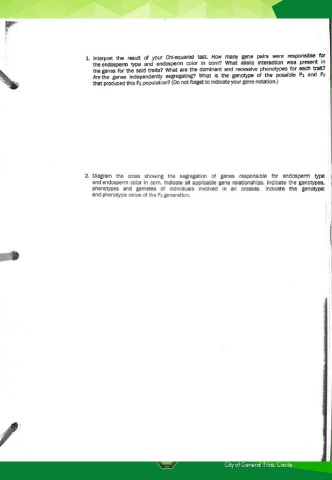 1. Interpret the result of your Chi-squared test. How many gene pairs were responsible for
the endosperm type and endosperm color in corn? What allelic interaction was present in
the genes for the said traits? What are the dominant and recessive phenotypes for each trait?
Are the genes independently segregating? What is the genotype of the possible P1 and P2
that produced this F2 population? (Do not forget to indicate your gene notation.)
2. Diagram the cross showing the segregation of genes responsible for endosperm type
and endosperm color in corn. Indicate all applicable gene relationships. Indicate the genotypes,
phenotypes and gametes of individuals involved in all crosses. Indicate the genotypic
and phenotypic ratios of the F2 generation.
City of General Trias, Cavite